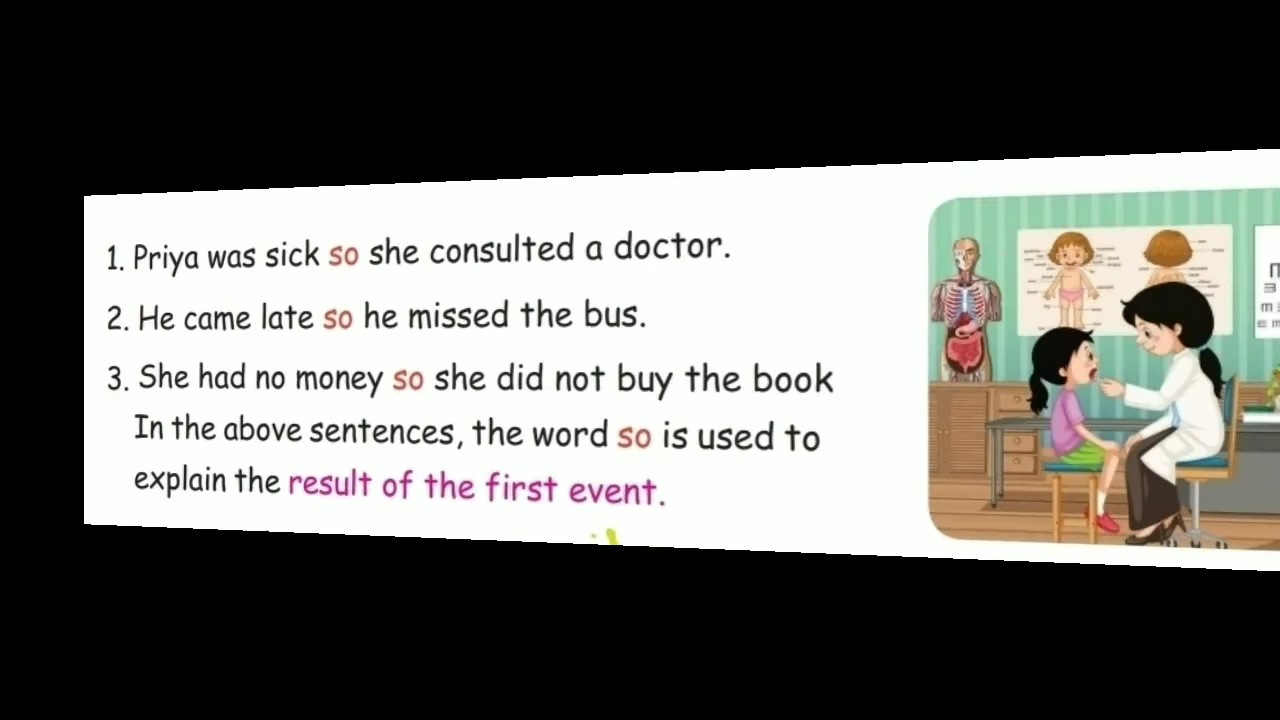 1. Priya was sick so she consulted a doctor.
2. He came late so he missed the bus.
3. She had no money so she did not buy the book
In the above sentences, the word so is used to
explain the result of the first event.